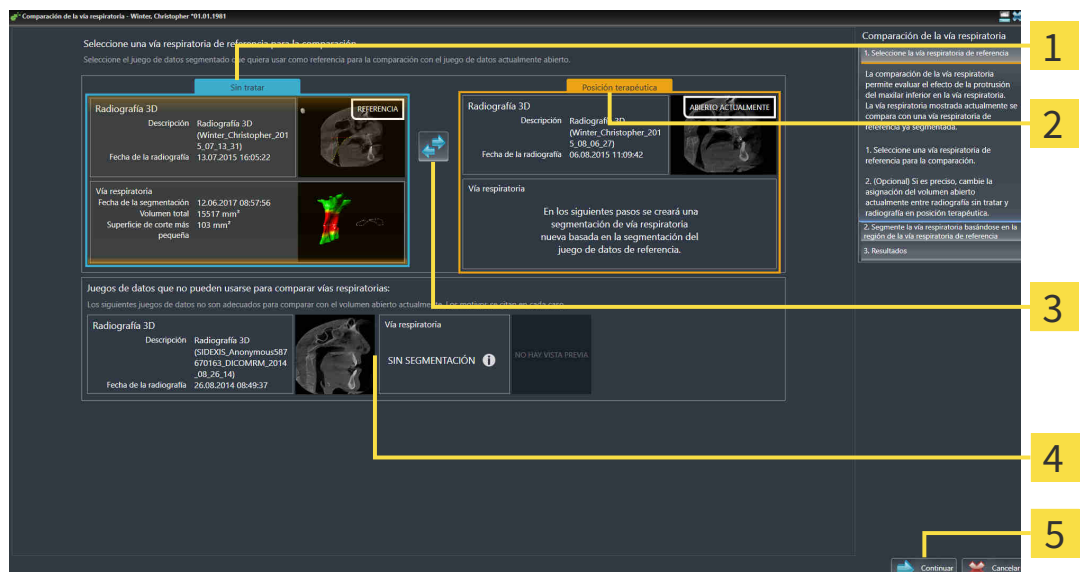 Comparación de la vía respiratoria - Winter, Christopher *01.01.1981
Seleccione una vía respiratoria de referencia para la comparación.
Seleccione el juego de datos segmentado que quiera usar como referencia para la comparación con el juego de datos actualmente abierto.
Sin tratar
Radiografía 3D
REFERENCIA
Descripción Radiografía 3D
(Winter_Christopher_201
5_07_13_31)
Fecha de la radiografía 13.07.2015 16:05:22
Vía respiratoria
Fecha de la segmentación 12.06.2017 08:57:56
Volumen total 15517 mm³
Superficie de corte más 103 mm²
pequeña
Posición terapéutica
Radiografía 3D
ABIERTO ACTUALMENTE
Descripción Radiografía 3D
(Winter_Christopher_201
5_08_06_27)
Fecha de la radiografía 06.08.2015 11:09:42
Vía respiratoria
En los siguientes pasos se creará una
segmentación de vía respiratoria
nueva basada en la segmentación del
juego de datos de referencia.
Juegos de datos que no pueden usarse para comparar vías respiratorias:
Los siguientes juegos de datos no son adecuados para comparar con el volumen abierto actualmente. Los motivos se citan en cada caso.
Radiografía 3D
Descripción Radiografía 3D
(SIDEXIS_Anonymous587
670163_DICOMRM_2014
_08_26_14)
Fecha de la radiografía 26.08.2014 08:49:37
Vía respiratoria
SIN SEGMENTACIÓN
NO HAY VISTA PREVIA
Comparación de la vía respiratoria
1. Seleccione la vía respiratoria de referencia
La comparación de la vía respiratoria
permite evaluar el efecto de la protrusión
del maxilar inferior en la vía respiratoria.
La vía respiratoria mostrada actualmente se
compara con una vía respiratoria de
referencia ya segmentada.
1. Seleccione una vía respiratoria de
referencia para la comparación.
2. (Opcional) Si es preciso, cambie la
asignación del volumen abierto
actualmente entre radiografía sin tratar y
radiografía en posición terapéutica.
2. Segmente la vía respiratoria basándose en la
región de la vía respiratoria de referencia
3. Resultados
Continuar
Cancelar
1
2
3
4
5